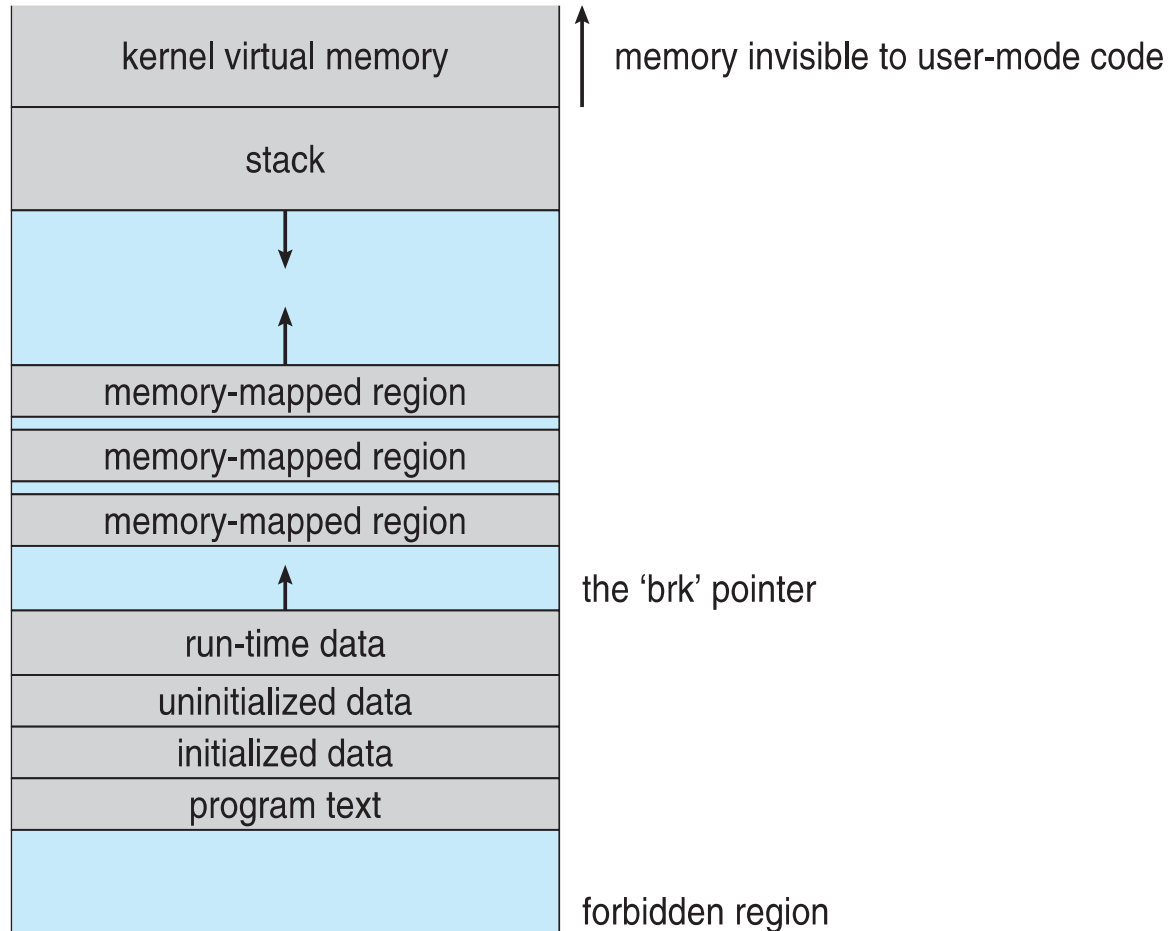 kernel virtual memory
memory invisible to user-mode code
stack
memory-mapped region
memory-mapped region
memory-mapped region
the ‘brk’ pointer
run-time data
uninitialized data
initialized data
program text
forbidden region